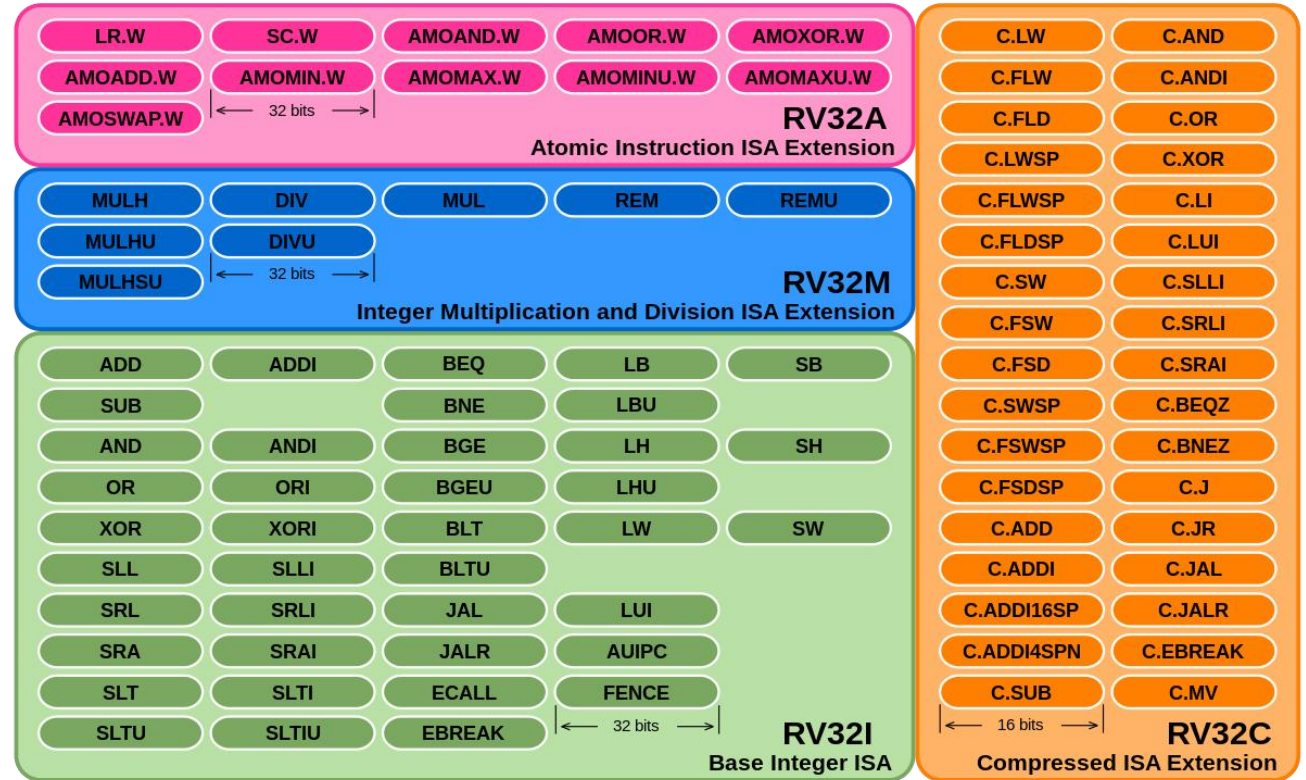 LR.W SC.W AMOAND.W AMOOR.W AMOXOR.W
AMOADD.W AMOMIN.W AMOMAX.W AMOMINU.W AMOMAXU.W
AMOSWAP.W 32 bits RV32A
Atomic Instruction ISA Extension
MULH DIV MUL REM REMU
MULHU DIVU
MULHSU 32 bits RV32M
Integer Multiplication and Division ISA Extension
ADD ADDI BEQ LB SB
SUB BNE LBU
AND ANDI BGE LH SH
OR ORI BGEU LHU
XOR XORI BLT LW SW
SLL SLLI BLTU
SRL SRLI JAL LUI
SRA SRAI JALR AUIPC
SLT SLTI ECALL FENCE
SLTU SLTIU EBREAK 32 bits RV32I
Base Integer ISA
C.LW C.AND
C.FLW C.ANDI
C.FLD C.OR
C.LWSP C.XOR
C.FLWSP C.LI
C.FLDSP C.LUI
C.SW C.SLLI
C.FSW C.SRLI
C.FSD C.SRAI
C.SWSP C.BEQZ
C.FSWSP C.BNEZ
C.FSDSP C.J
C.ADD C.JR
C.ADDI C.JAL
C.ADDI16SP C.JALR
C.ADDI4SPN C.EBREAK
C.SUB C.MV
16 bits RV32C
Compressed ISA Extension